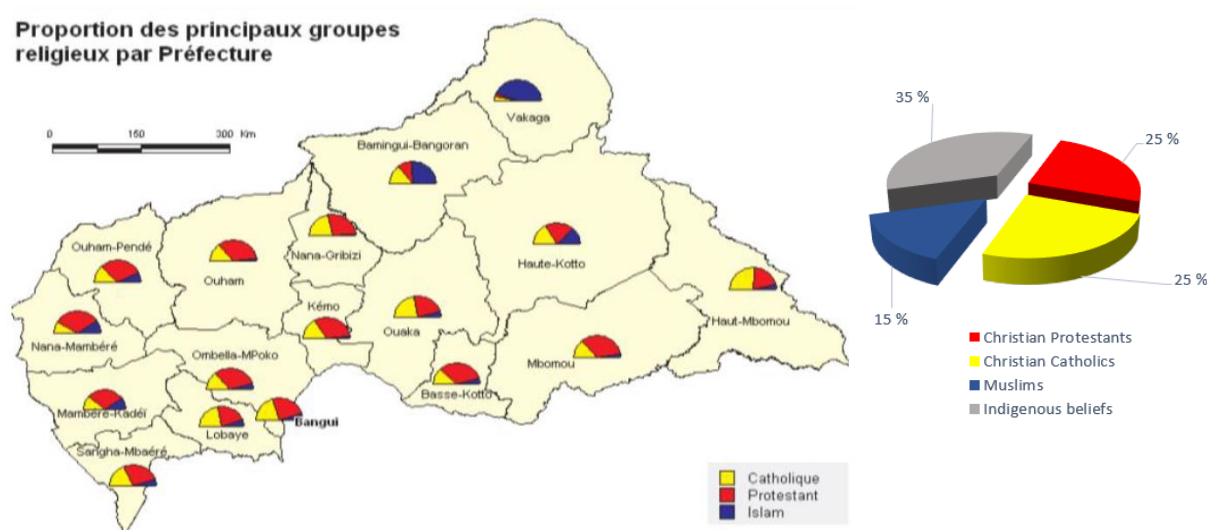 Proportion des principaux groupes
religieux par Préfecture
0 150 300 Km
Vakaga
Bamingui-Bangoran
Ouham-Pendé
Ouham
Nana-Gribizi
Haute-Kotto
Kémo
Ouaka
Haut-Mbomou
Nana-Mambéré
Ombella-MPoko
Mbomou
Basse-Kotto
Mambéré-Kadéï
Lobaye
Bangui
Sangha-Mbaéré
Catholique
Protestant
Islam
35 %
25 %
25 %
15 %
Christian Protestants
Christian Catholics
Muslims
Indigenous beliefs